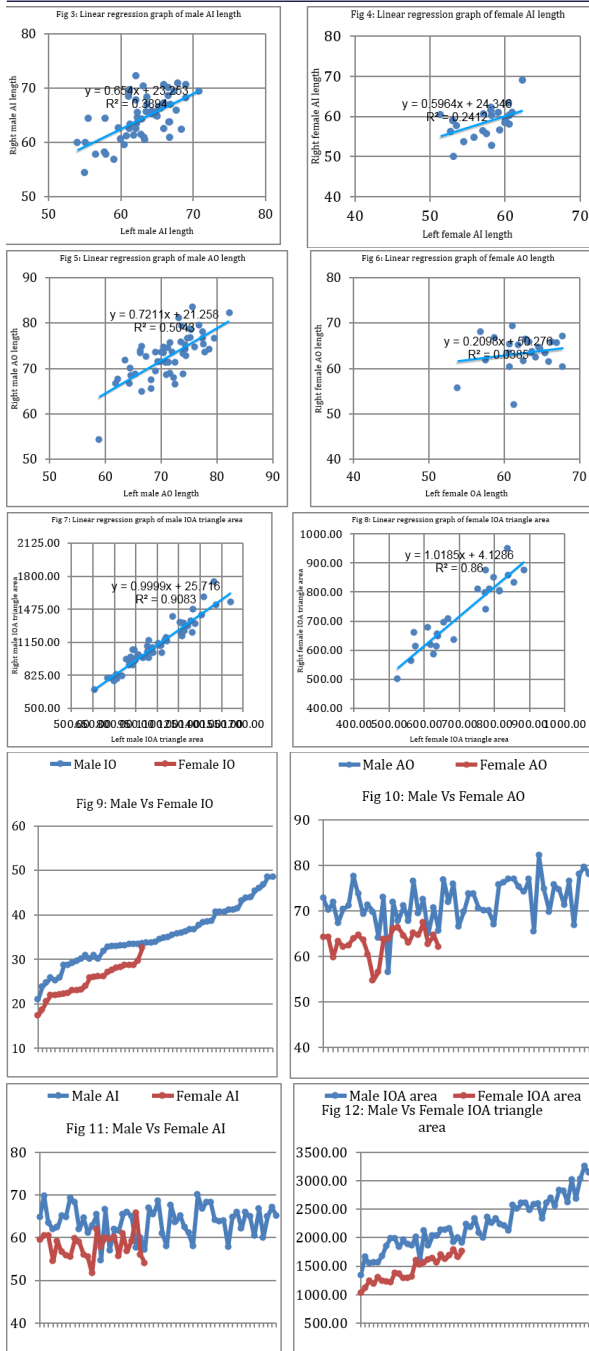 Fig 3: Linear regression graph of male AI length
80
70
60
50
Right male AI length
y = 0.654x + 23.253
R² = 0.3894
50 60 70 80
Left male AI length
Fig 4: Linear regression graph of female AI length
80
70
60
50
40
Right female AI length
y = 0.5964x + 24.346
R² = 0.2412
40 50 60 70
Left female AI length
Fig 5: Linear regression graph of male AO length
90
80
70
60
50
Right male AO length
y = 0.7211x + 21.258
R² = 0.5043
50 60 70 80 90
Left male AO length
Fig 6: Linear regression graph of female AO length
80
70
60
50
40
Right female AO length
y = 0.2098x + 50.276
R² = 0.0385
40 50 60 70
Left female OA length
Fig 7: Linear regression graph of male IOA triangle area
2125.00
1800.00
1475.00
1150.00
825.00
500.00
Right male IOA triangle area
y = 0.9999x + 25.716
R² = 0.9083
Left male IOA triangle area
Fig 8: Linear regression graph of female IOA triangle area
1000.00
900.00
800.00
700.00
600.00
500.00
400.00
Right female IOA triangle area
y = 1.0185x + 4.1286
R² = 0.86
400.00 500.00 600.00 700.00 800.00 900.00 1000.00
Left female IOA triangle area
Male IO Female IO
Fig 9: Male Vs Female IO
60
50
40
30
20
10
Male AO Female AO
Fig 10: Male Vs Female AO
90
80
70
60
50
40
Male AI Female AI
Fig 11: Male Vs Female AI
80
70
60
50
40
Male IOA area Female IOA area
Fig 12: Male Vs Female IOA triangle
area
3500.00
3000.00
2500.00
2000.00
1500.00
1000.00
500.00